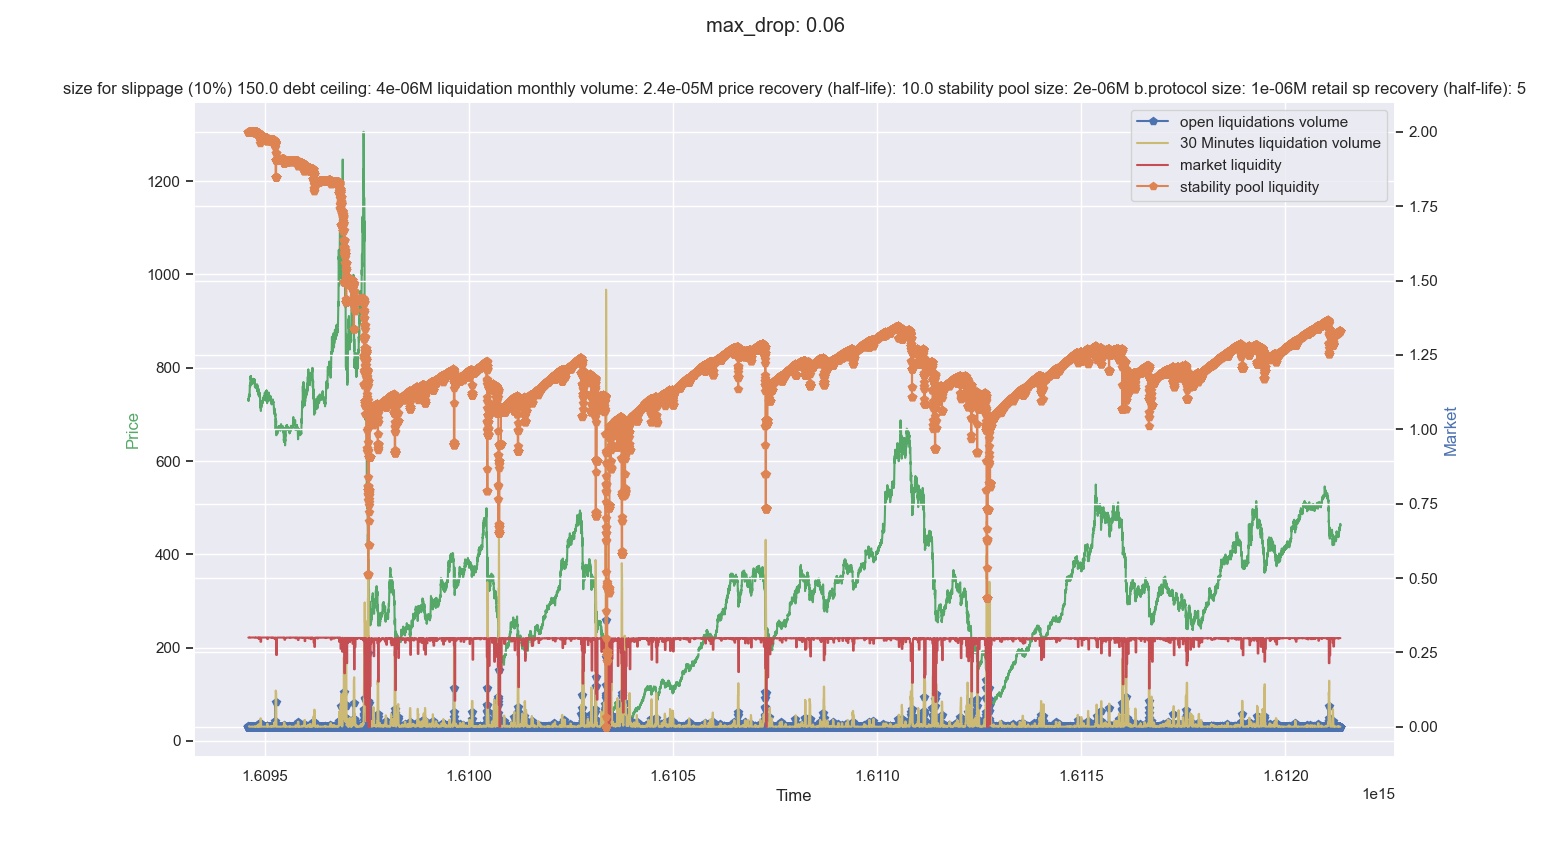 max_drop: 0.06
size for slippage (10%) 150.0 debt ceiling: 4e-06M liquidation monthly volume: 2.4e-05M price recovery (half-life): 10.0 stability pool size: 2e-06M b.protocol size: 1e-06M retail sp recovery (half-life): 5
open liquidations volume
30 Minutes liquidation volume
market liquidity
stability pool liquidity
Price
1200
1000
800
600
400
200
0
2.00
1.75
1.50
1.25
1.00
0.75
0.50
0.25
0.00
Market
1.6095 1.6100 1.6105 1.6110 1.6115 1.6120
Time
1e15